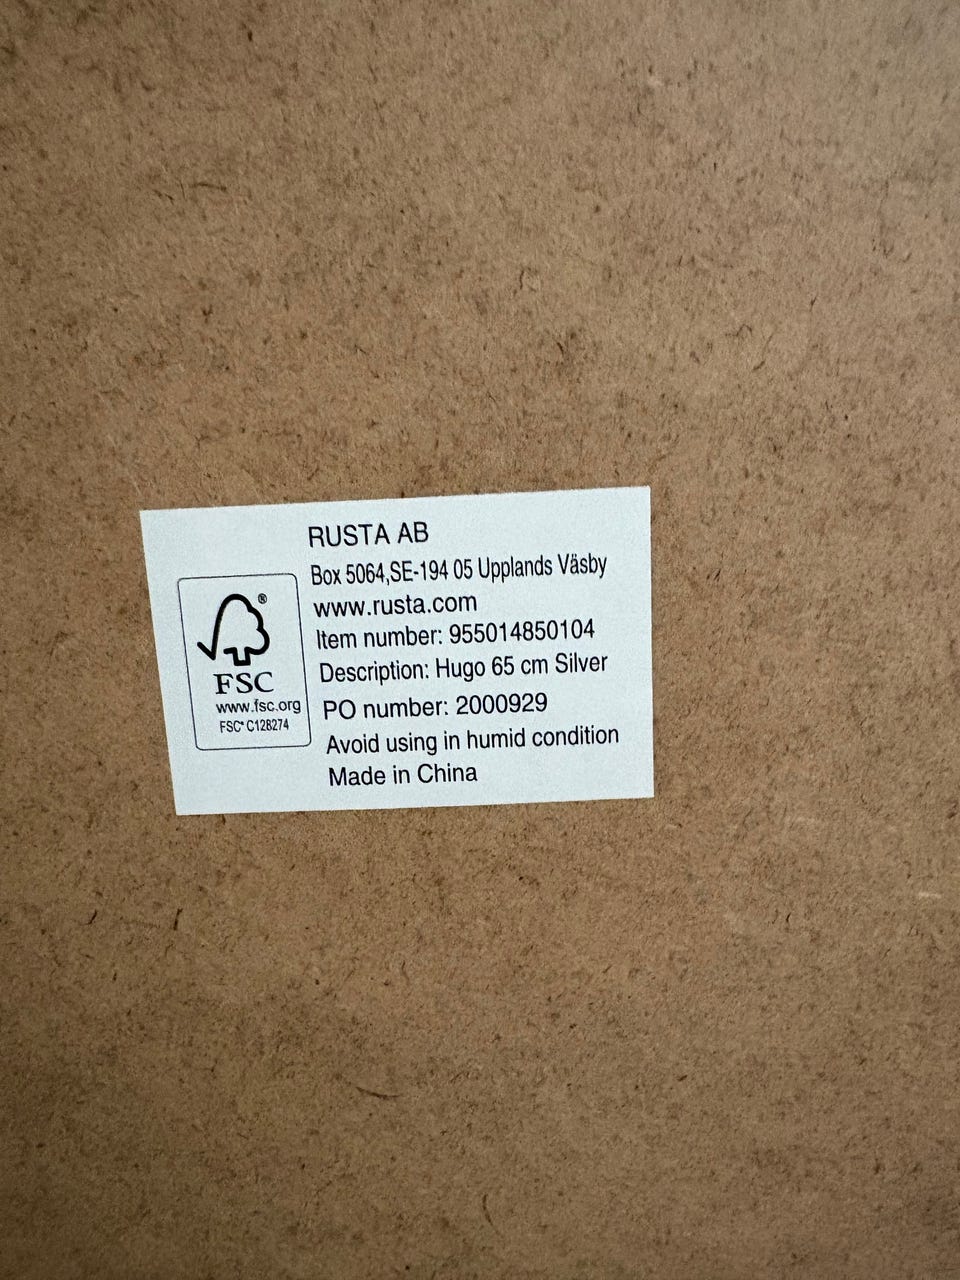 RUSTA AB
Box 5064,SE-194 05 Upplands Väsby
www.rusta.com
Item number: 955014850104
Description: Hugo 65 cm Silver
PO number: 2000929
Avoid using in humid condition
Made in China
®
FSC
www.fsc.org
FSC® C128274